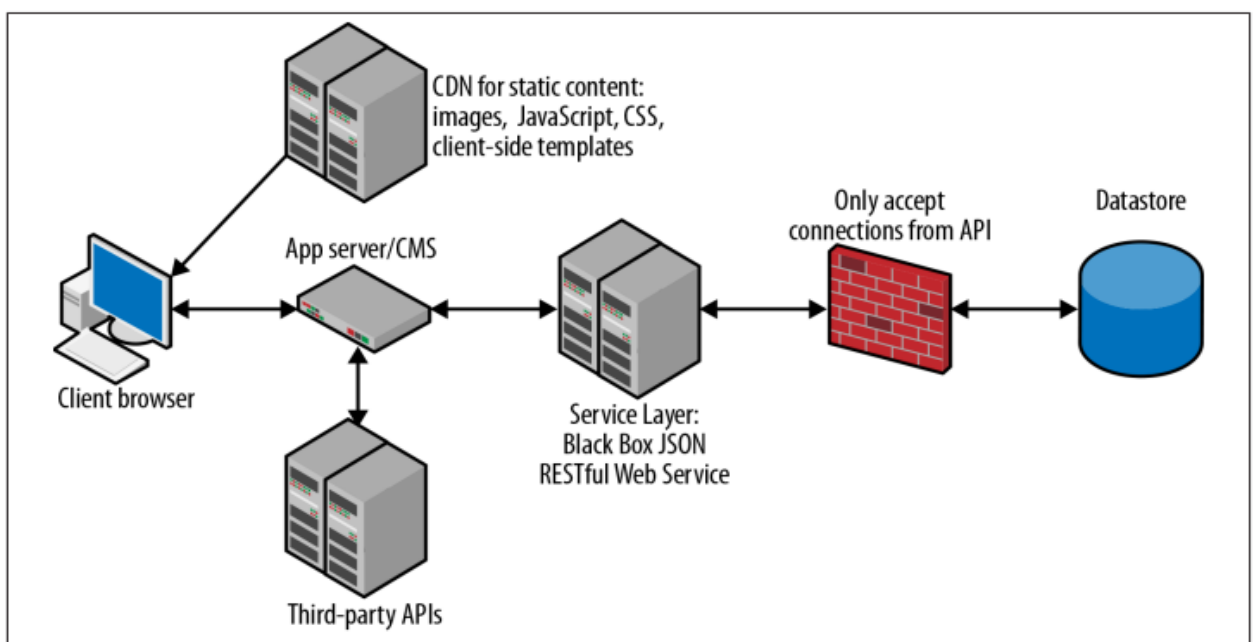 CDN for static content:
images, JavaScript, CSS,
client-side templates
App server/CMS
Client browser
Third-party APIs
Service Layer:
Black Box JSON
RESTful Web Service
Only accept
connections from API
Datastore